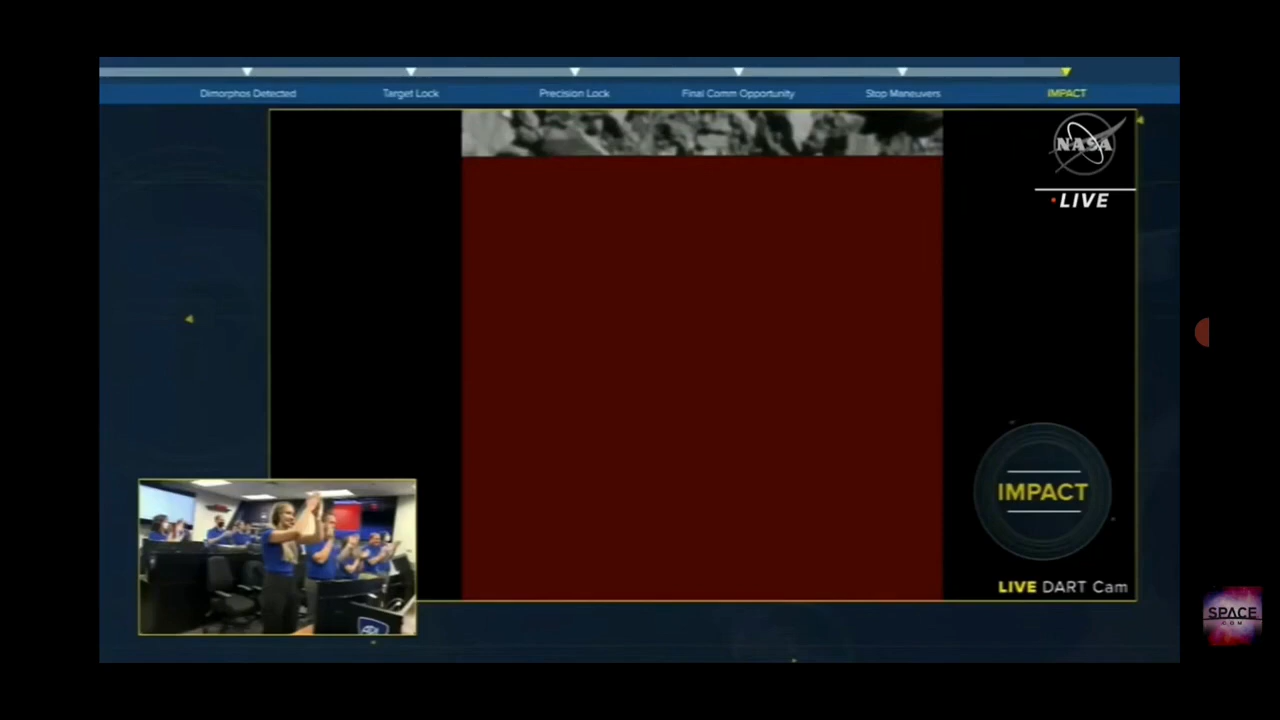 Dimorphos Detected
Target Lock
Precision Lock
Final Comm Opportunity
Stop Maneuvers
IMPACT
NASA
LIVE
IMPACT
LIVE DART Cam
SPACE
.COM